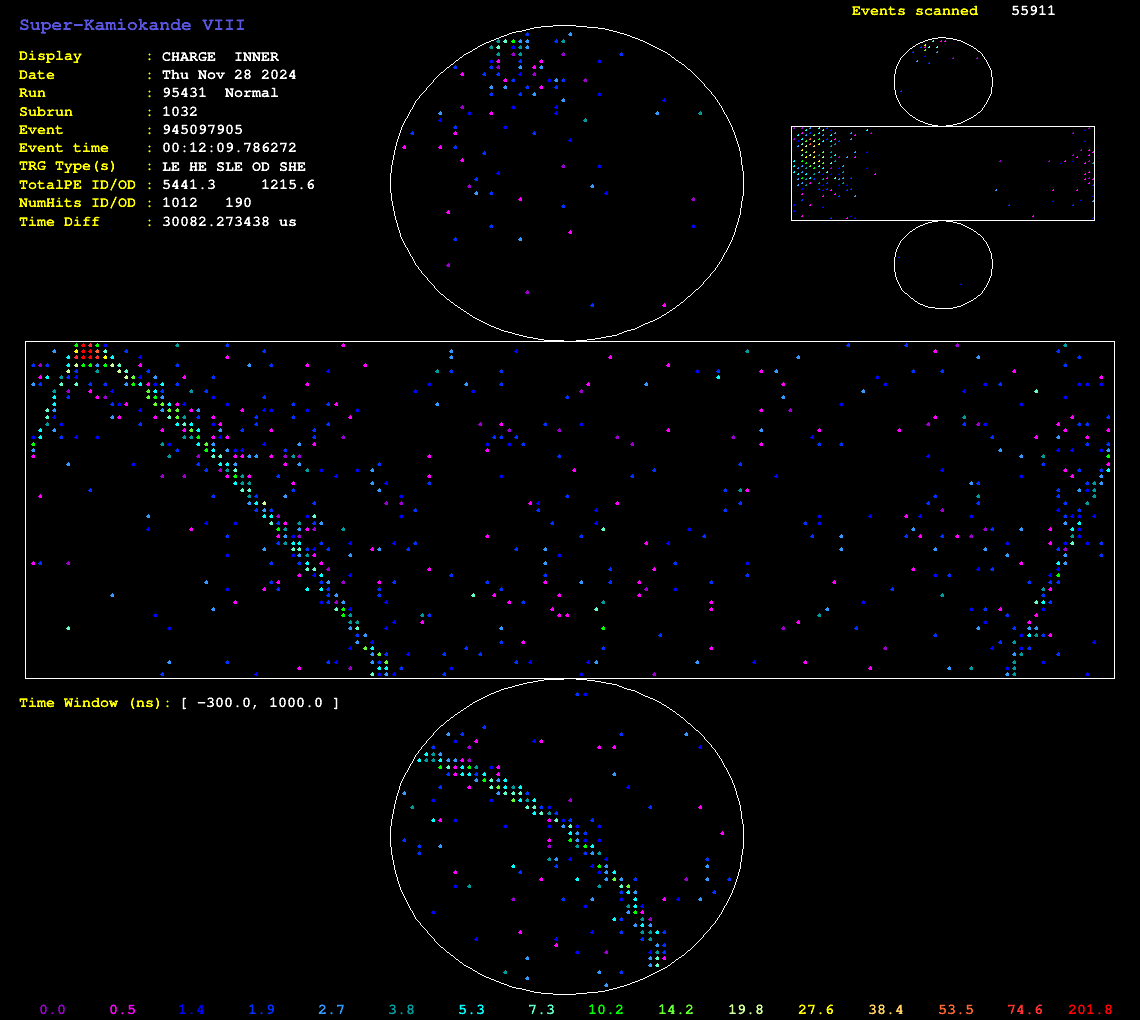 Super-Kamiokande VIII
Events scanned 55911
Display : CHARGE INNER
Date : Thu Nov 28 2024
Run : 95431 Normal
Subrun : 1032
Event : 945097905
Event time : 00:12:09.786272
TRG Type(s) : LE HE SLE OD SHE
TotalPE ID/OD : 5441.3 1215.6
NumHits ID/OD : 1012 190
Time Diff : 30082.273438 us
Time Window (ns): [ -300.0, 1000.0 ]
0.0 0.5 1.4 1.9 2.7 3.8 5.3 7.3 10.2 14.2 19.8 27.6 38.4 53.5 74.6 201.8